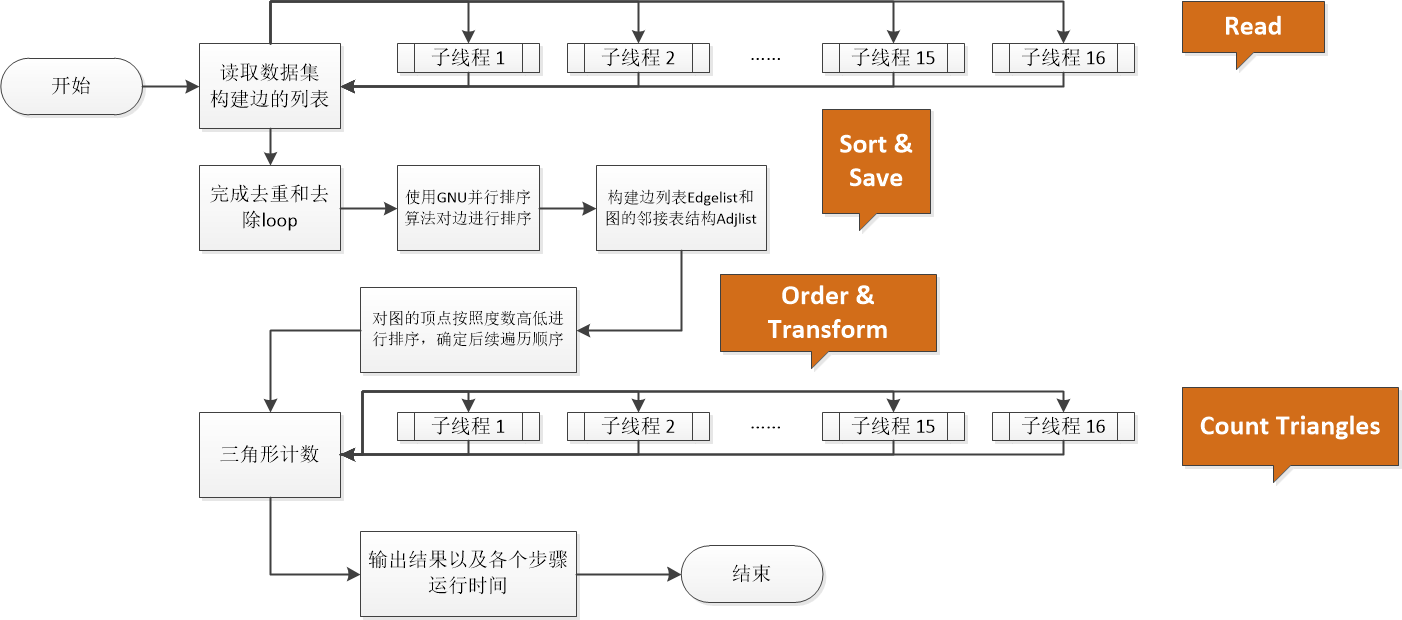 Read
子线程 1
子线程 2
……
子线程 15
子线程 16
开始
读取数据集
构建边的列表
Sort &
Save
完成去重和去
除loop
使用GNU并行排序
算法对边进行排序
构建边列表Edgelist和
图的邻接表结构Adjlist
Order &
Transform
对图的顶点按照度数高低进
行排序，确定后续遍历顺序
子线程 1
子线程 2
……
子线程 15
子线程 16
Count Triangles
三角形计数
输出结果以及各个步骤
运行时间
结束